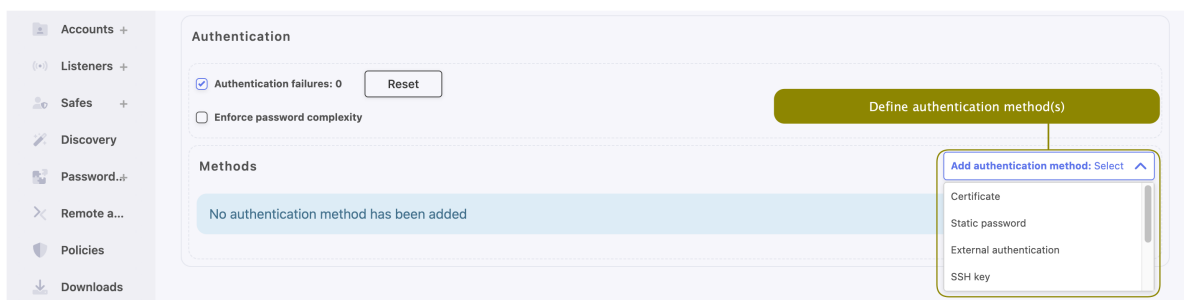 Accounts +
Listeners +
Safes +
Discovery
Password..+
Remote a...
Policies
Downloads
Authentication
Authentication failures: 0 Reset
Enforce password complexity
Define authentication method(s)
Methods
Add authentication method: Select
No authentication method has been added
Certificate
Static password
External authentication
SSH key